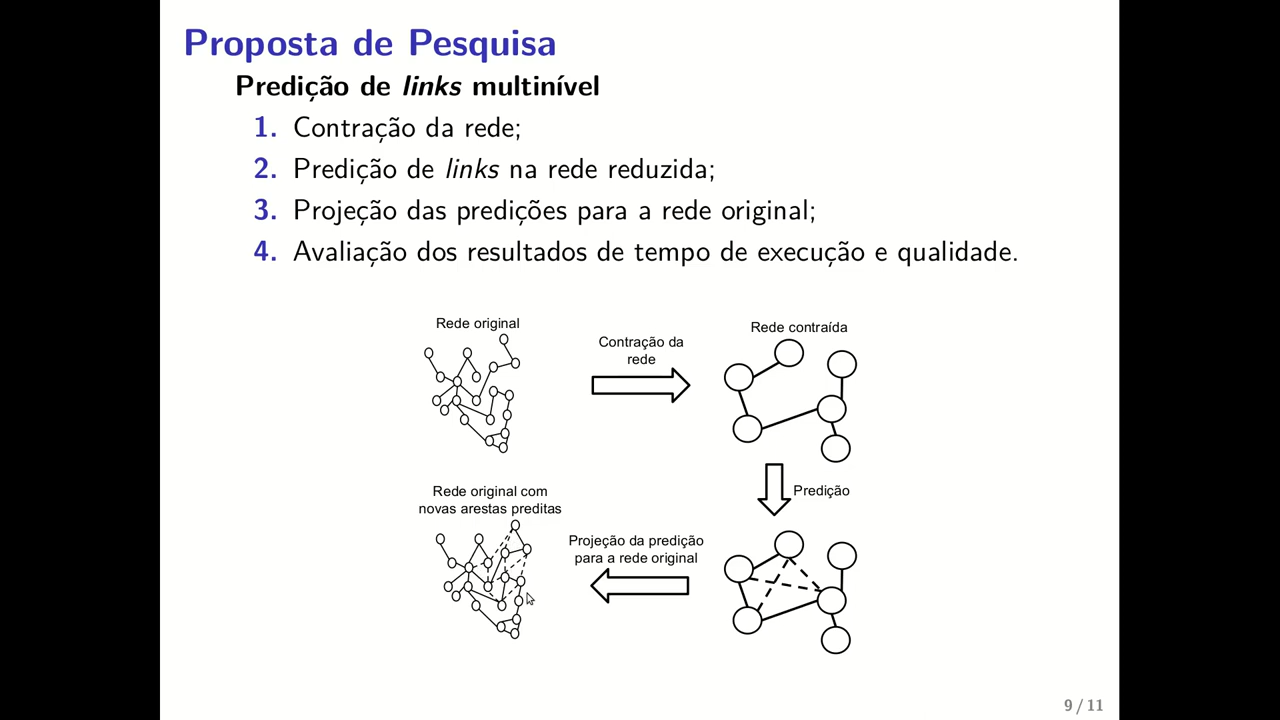 Proposta de Pesquisa
Predição de links multinível
1. Contração da rede;
2. Predição de links na rede reduzida;
3. Projeção das predições para a rede original;
4. Avaliação dos resultados de tempo de execução e qualidade.
Rede original
Contração da
rede
Rede contraída
Predição
Rede original com
novas arestas preditas
Projeção da predição
para a rede original
9 / 11